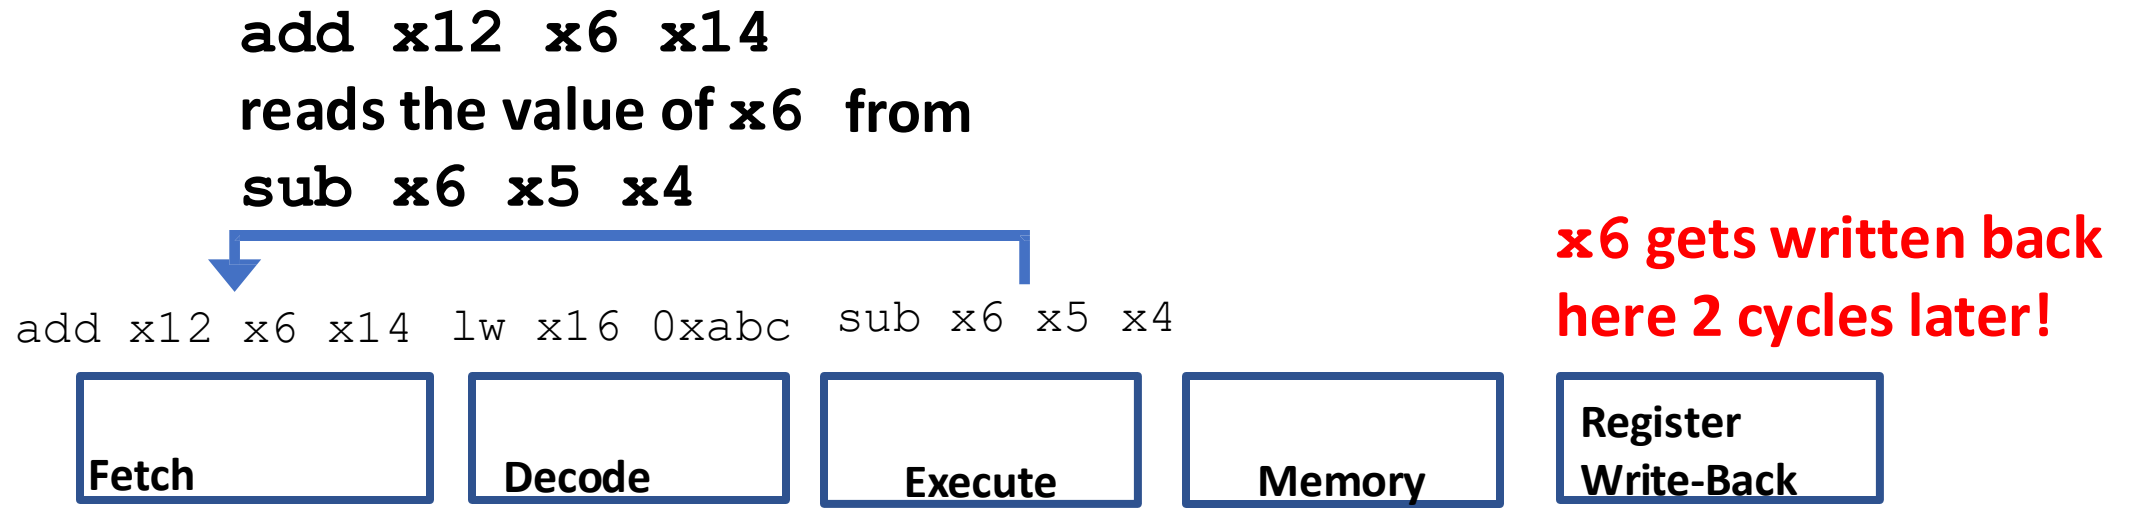 add x12 x6 x14
reads the value of x6 from
sub x6 x5 x4
x6 gets written back
here 2 cycles later!
add x12 x6 x14
lw x16 0xabc
sub x6 x5 x4
Fetch
Decode
Execute
Memory
Register
Write-Back